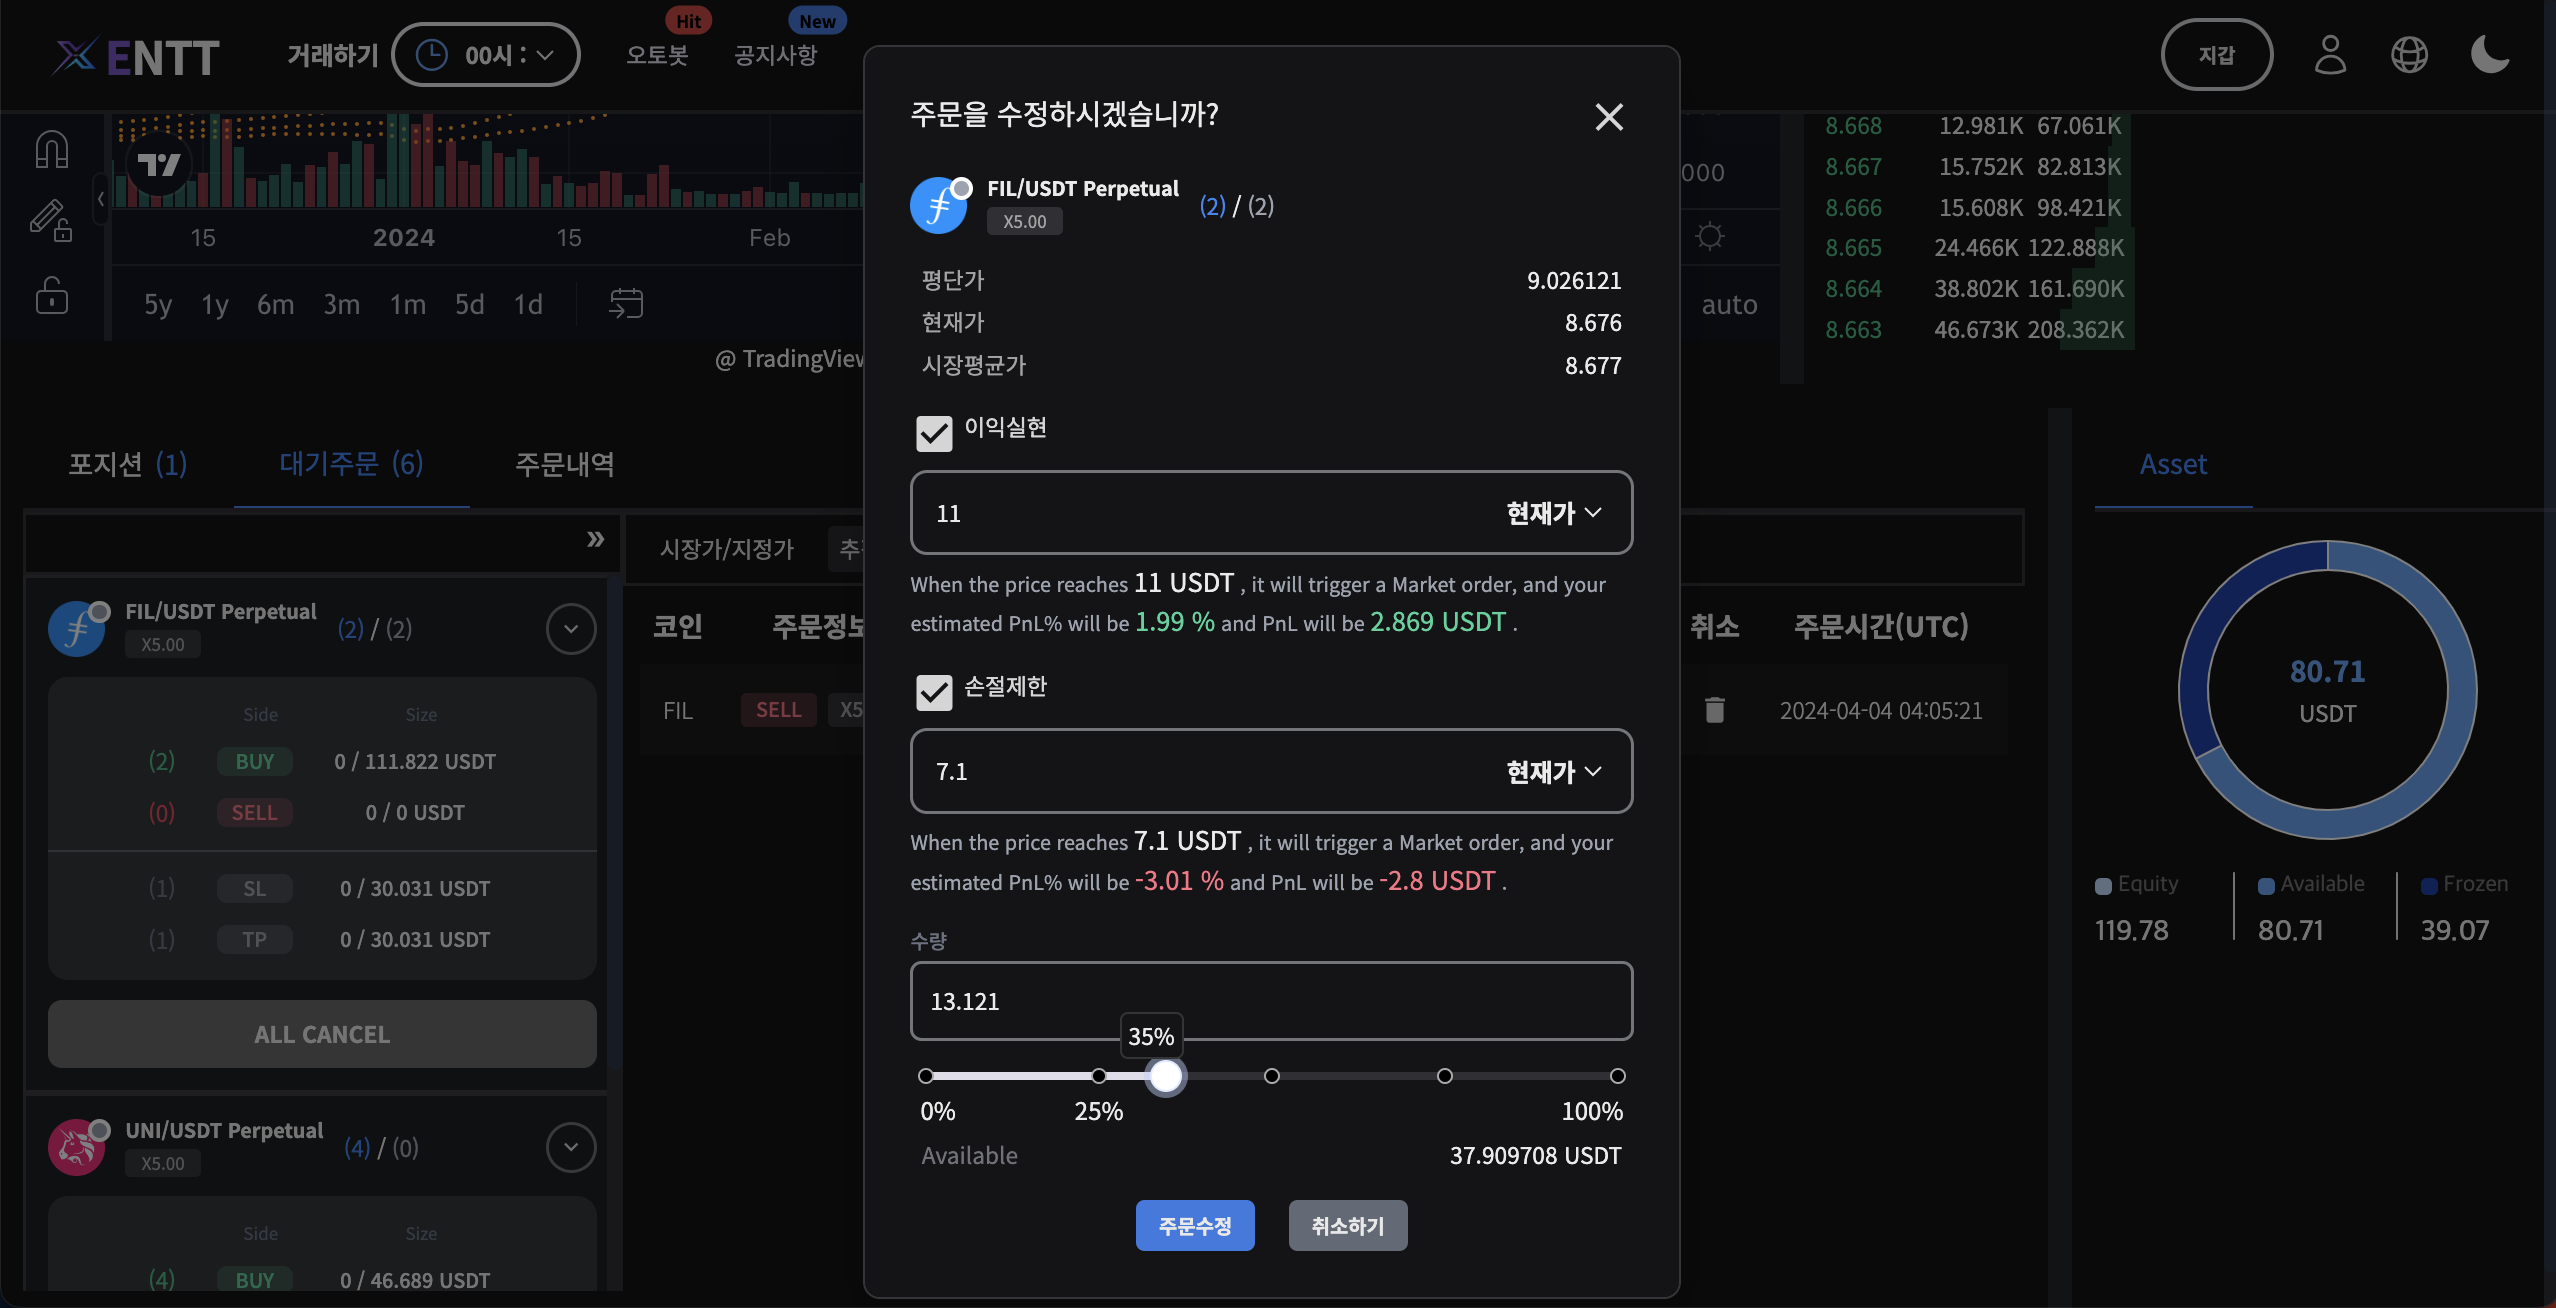 XENTT
거래하기
00시 :
오토봇
Hit
공지사항
New
지갑
15
2024
15
Feb
5y 1y 6m 3m 1m 5d 1d
auto
8.668 12.981K 67.061K
8.667 15.752K 82.813K
8.666 15.608K 98.421K
8.665 24.466K 122.888K
8.664 38.802K 161.690K
8.663 46.673K 208.362K
포지션 (1)
대기주문 (6)
주문내역
»
FIL/USDT Perpetual
X5.00
(2) / (2)
Side Size
(2) BUY 0 / 111.822 USDT
(0) SELL 0 / 0 USDT
(1) SL 0 / 30.031 USDT
(1) TP 0 / 30.031 USDT
ALL CANCEL
UNI/USDT Perpetual
X5.00
(4) / (0)
Side Size
(4) BUY 0 / 46.689 USDT
시장가/지정가
코인
취소 주문시간(UTC)
FIL SELL
2024-04-04 04:05:21
주문을 수정하시겠습니까?
FIL/USDT Perpetual
X5.00
(2) / (2)
평단가 9.026121
현재가 8.676
시장평균가 8.677
이익실현
11 현재가
When the price reaches 11 USDT , it will trigger a Market order, and your
estimated PnL% will be 1.99 % and PnL will be 2.869 USDT .
손절제한
7.1 현재가
When the price reaches 7.1 USDT , it will trigger a Market order, and your
estimated PnL% will be -3.01 % and PnL will be -2.8 USDT .
수량
13.121
35%
0% 25% 100%
Available 37.909708 USDT
주문수정 취소하기
Asset
80.71
USDT
Equity Available Frozen
119.78 80.71 39.07